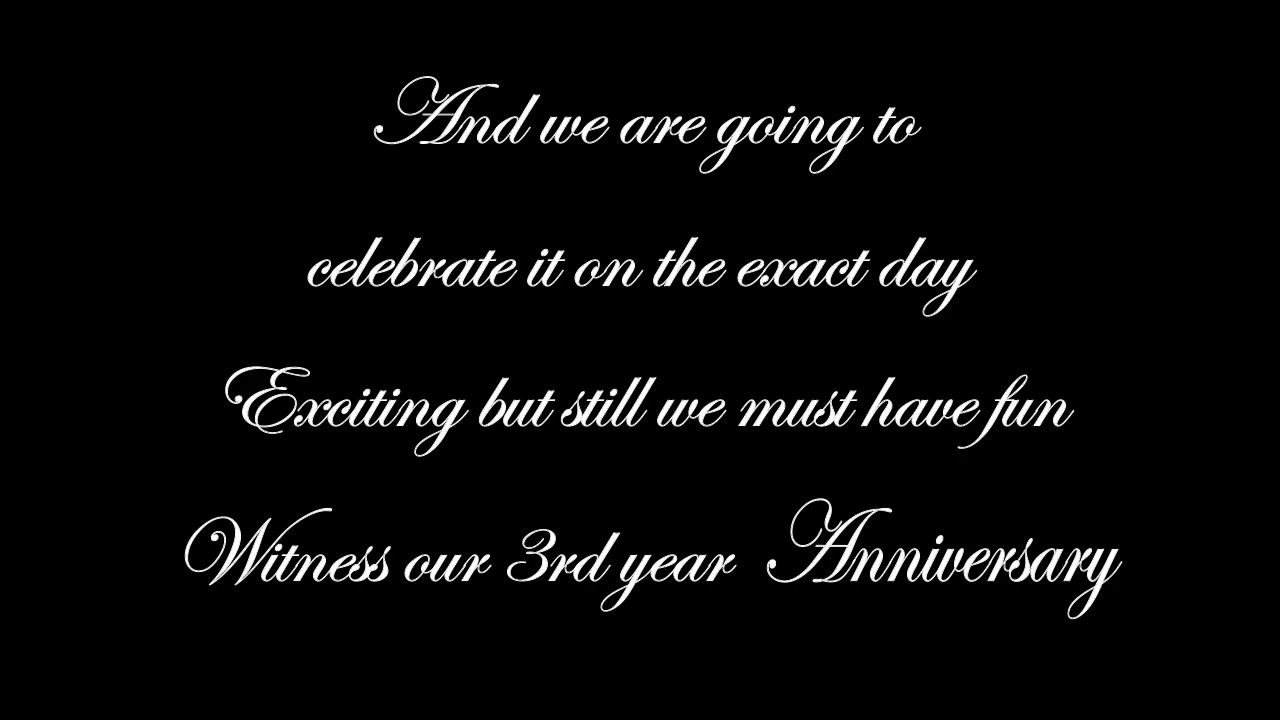 And we are going to
celebrate it on the exact day
Exciting but still we must have fun
Witness our 3rd year Anniversary